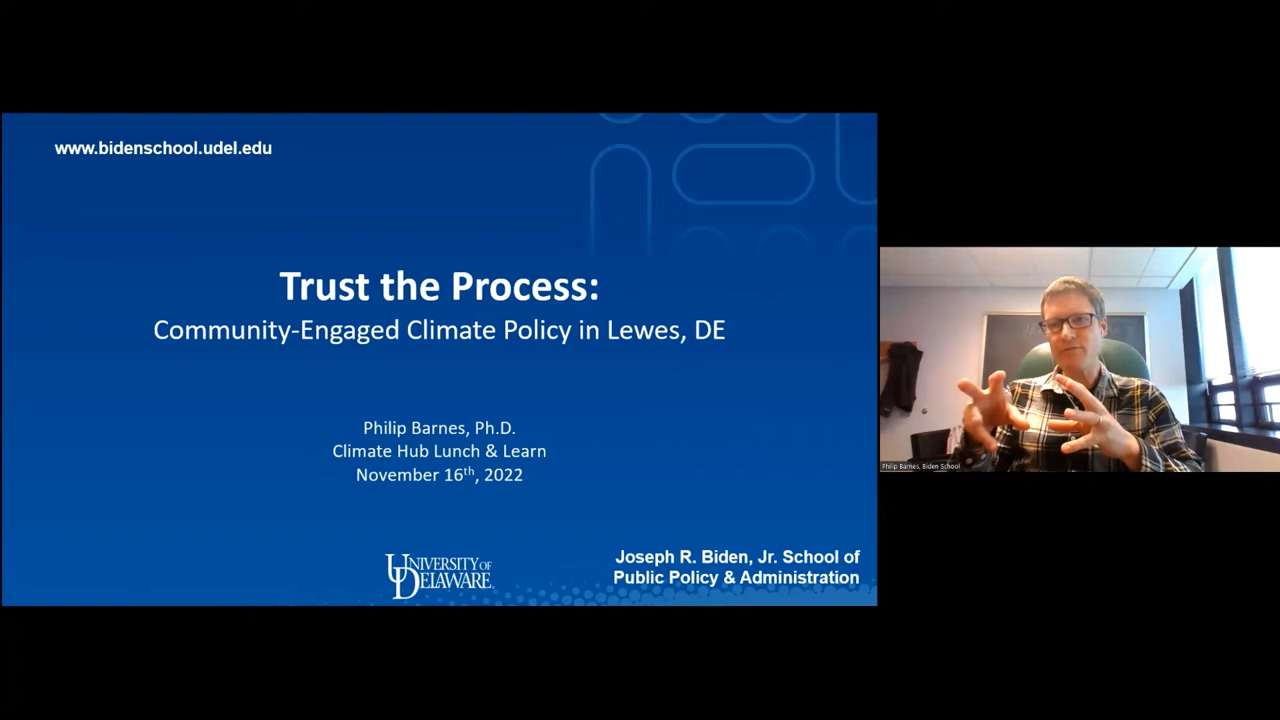 www.bidenschool.udel.edu
Trust the Process:
Community-Engaged Climate Policy in Lewes, DE
Philip Barnes, Ph.D.
Climate Hub Lunch & Learn
November 16th, 2022
UNIVERSITY OF
DELAWARE.
Joseph R. Biden, Jr. School of
Public Policy & Administration
Philip Barnes, Biden School